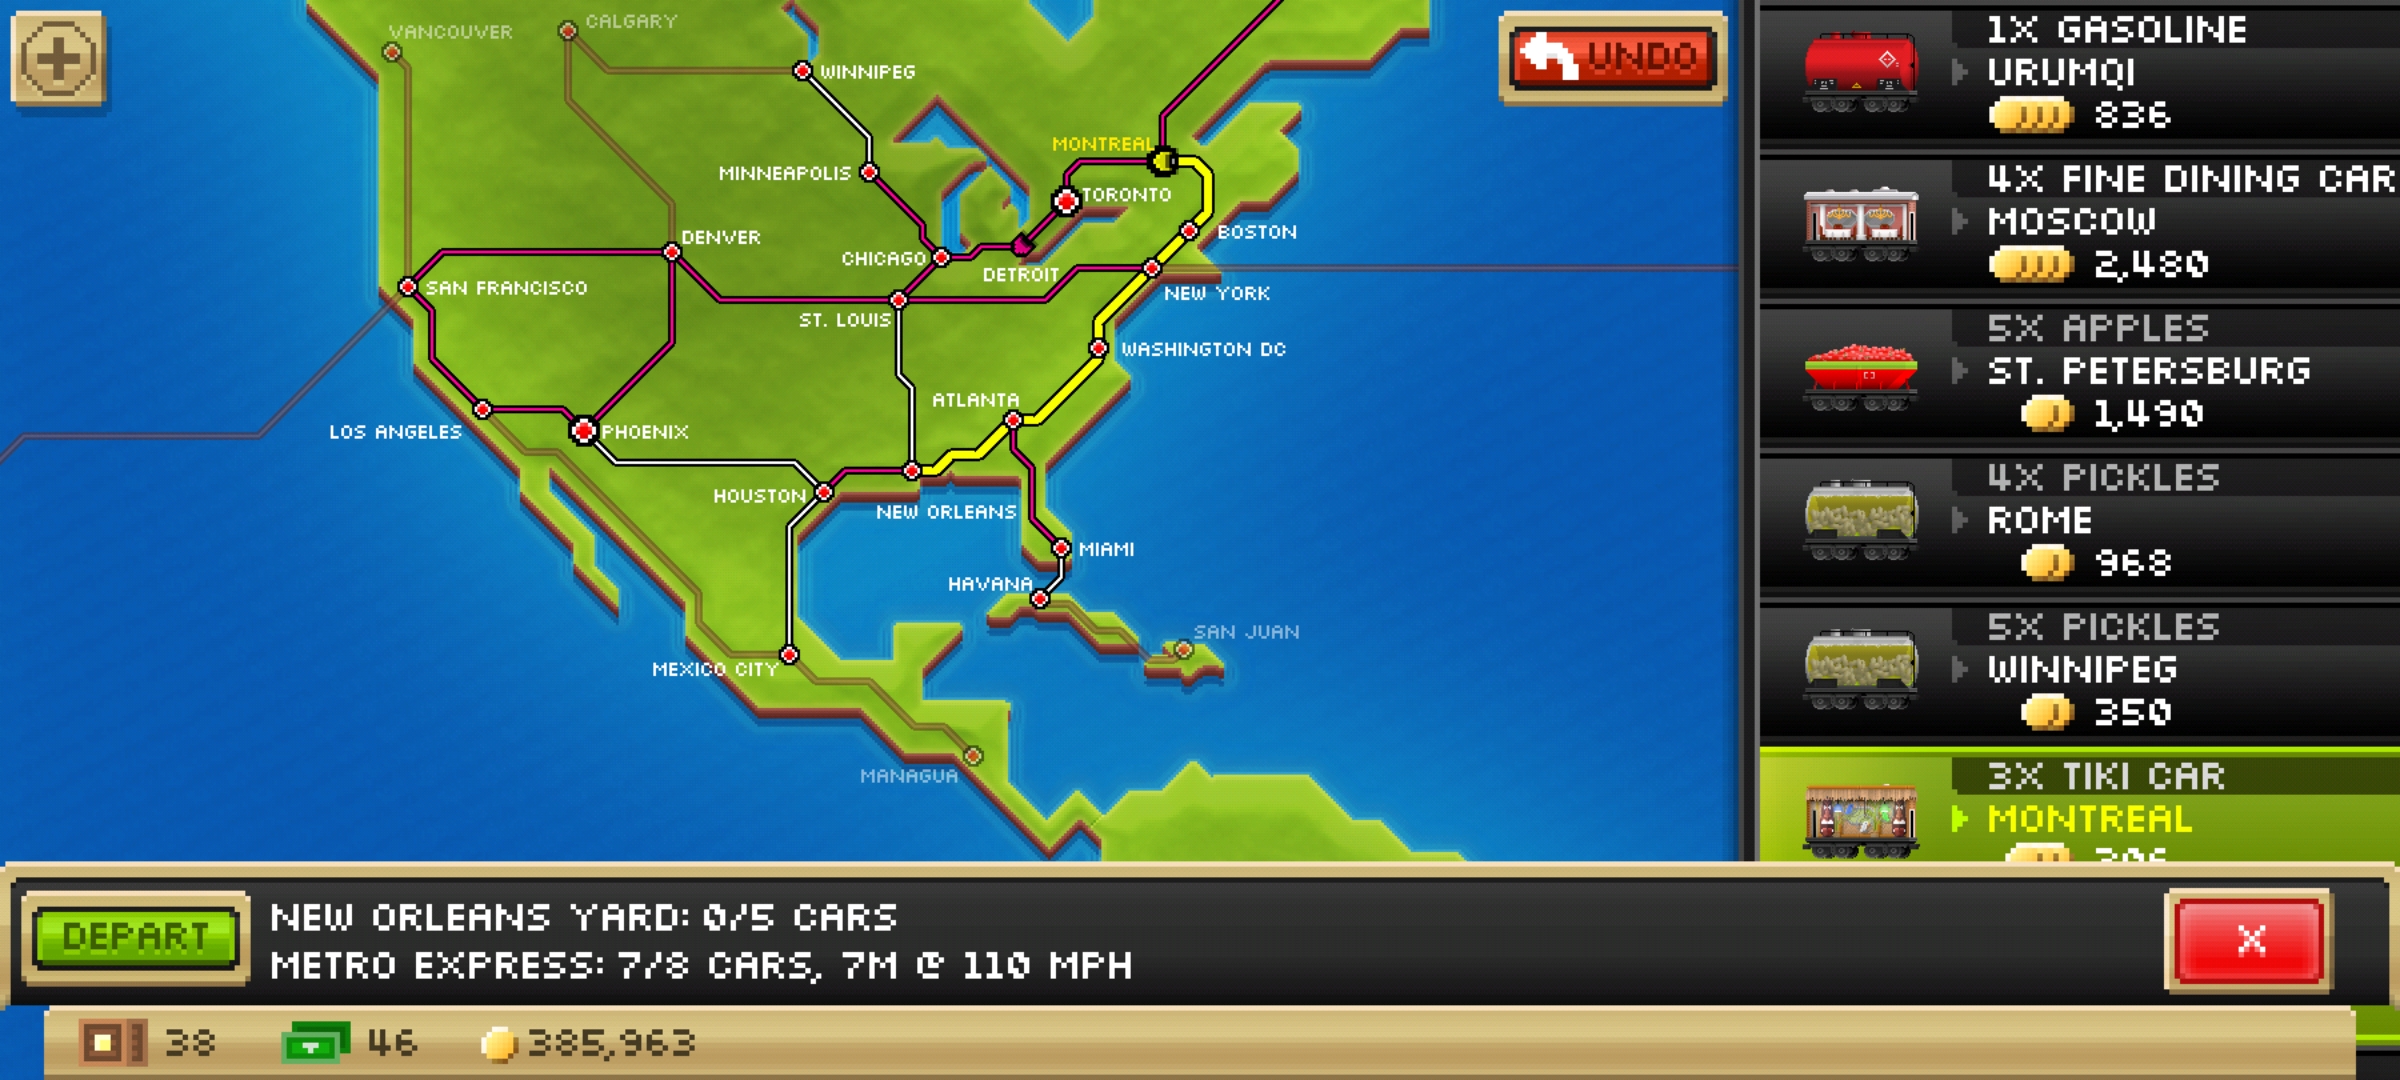 VANCOUVER
CALGARY
WINNIPEG
MINNEAPOLIS
MONTREAL
TORONTO
DENVER
CHICAGO
DETROIT
BOSTON
NEW YORK
SAN FRANCISCO
ST. LOUIS
WASHINGTON DC
ATLANTA
LOS ANGELES
PHOENIX
HOUSTON
NEW ORLEANS
MIAMI
HAVANA
SAN JUAN
MEXICO CITY
MANAGUA
UNDO
1X GASOLINE
URUMQI
836
4X FINE DINING CAR
MOSCOW
2,480
5X APPLES
ST. PETERSBURG
1,490
4X PICKLES
ROME
968
5X PICKLES
WINNIPEG
350
3X TIKI CAR
MONTREAL
DEPART
NEW ORLEANS YARD: 0/5 CARS
METRO EXPRESS: 7/8 CARS, 7M @ 110 MPH
X
38
46
385,963